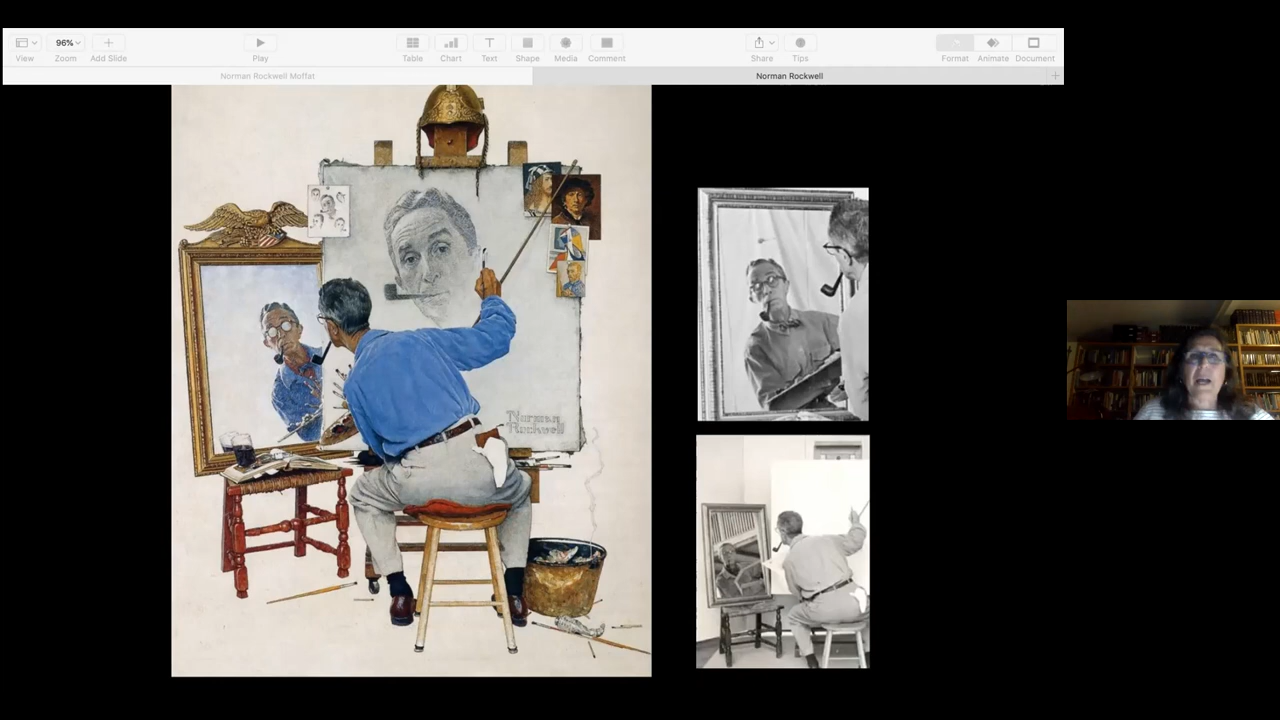 96%
View Zoom Add Slide Play Table Chart Text Shape Media Comment Share Tips Format Animate Document
Norman Rockwell Moffat Norman Rockwell
Norman
Rockwell